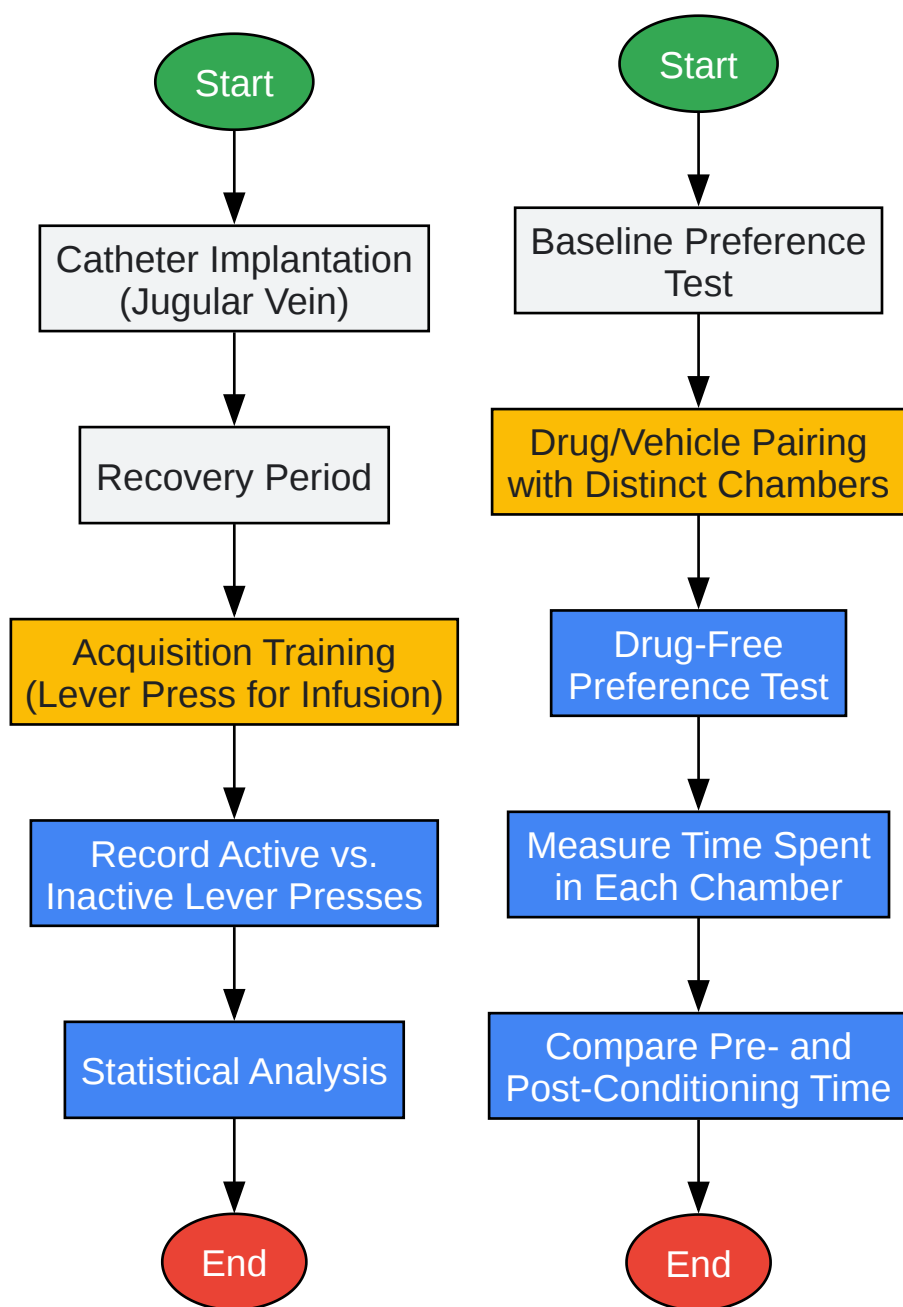 Start
Catheter Implantation
(Jugular Vein)
Recovery Period
Acquisition Training
(Lever Press for Infusion)
Record Active vs.
Inactive Lever Presses
Statistical Analysis
End
Start
Baseline Preference
Test
Drug/Vehicle Pairing
with Distinct Chambers
Drug-Free
Preference Test
Measure Time Spent
in Each Chamber
Compare Pre- and
Post-Conditioning Time
End